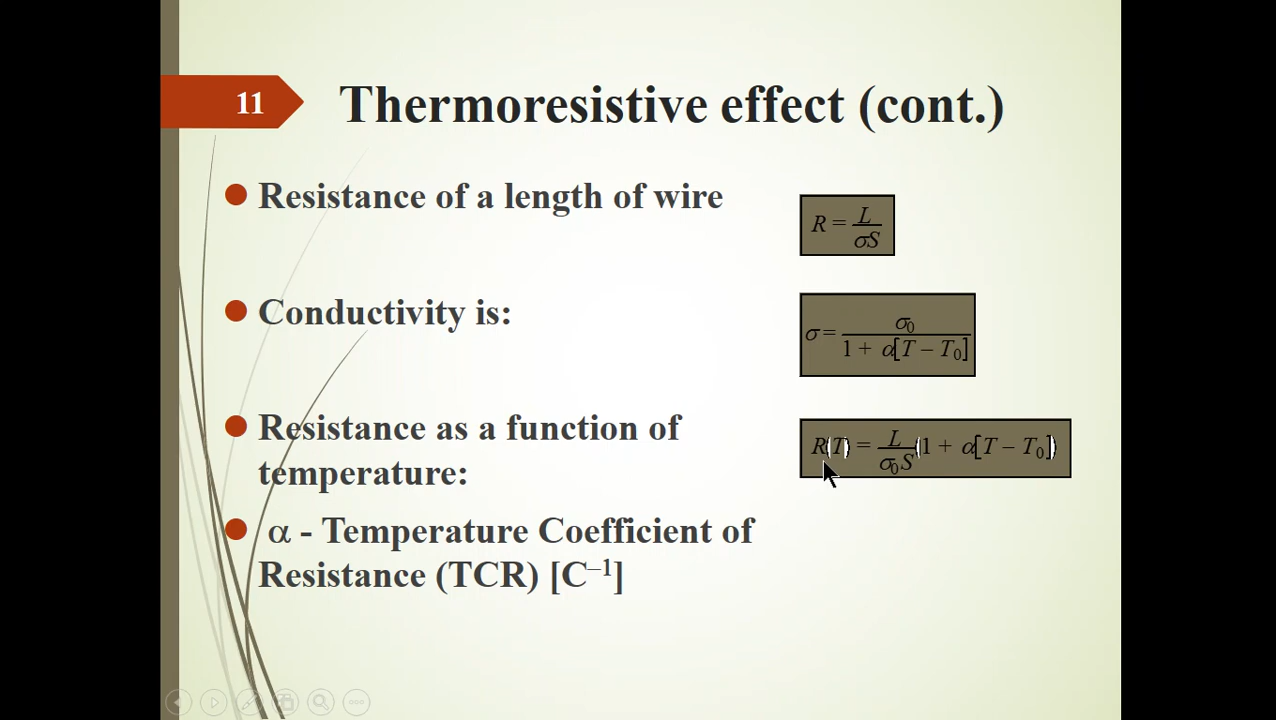 11
Thermoresistive effect (cont.)
Resistance of a length of wire
R = L/σS
Conductivity is:
σ = σ₀/1 + α[T − T₀]
Resistance as a function of
temperature:
R(T) = L/σ₀S(1 + α[T − T₀])
α - Temperature Coefficient of
Resistance (TCR) [C⁻¹]